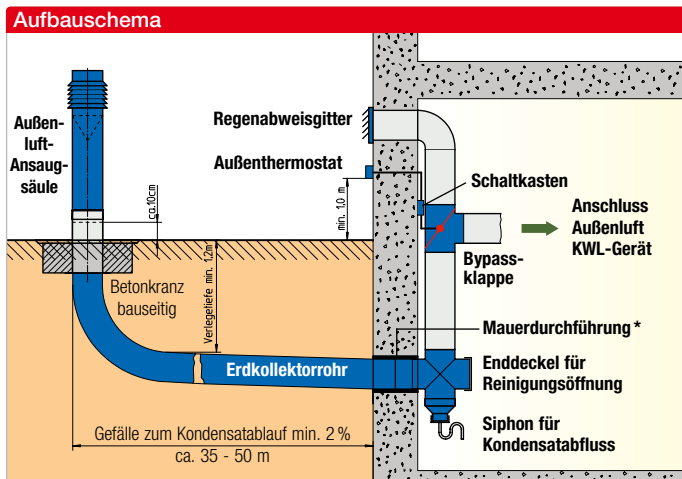 Aufbauschema
Außen-
luft-
Ansaug-
säule
ca.10cm
Regenabweisgitter
Außenthermostat
min. 1,0 m
Schaltkasten
Anschluss
Außenluft
KWL-Gerät
Bypass-
klappe
Betonkranz
bauseitig
Verlegetiefe min. 1,2m
Mauerdurchführung *
Erdkollektorrohr
Enddeckel für
Reinigungsöffnung
Siphon für
Kondensatabfluss
Gefälle zum Kondensatablauf min. 2 %
ca. 35 - 50 m